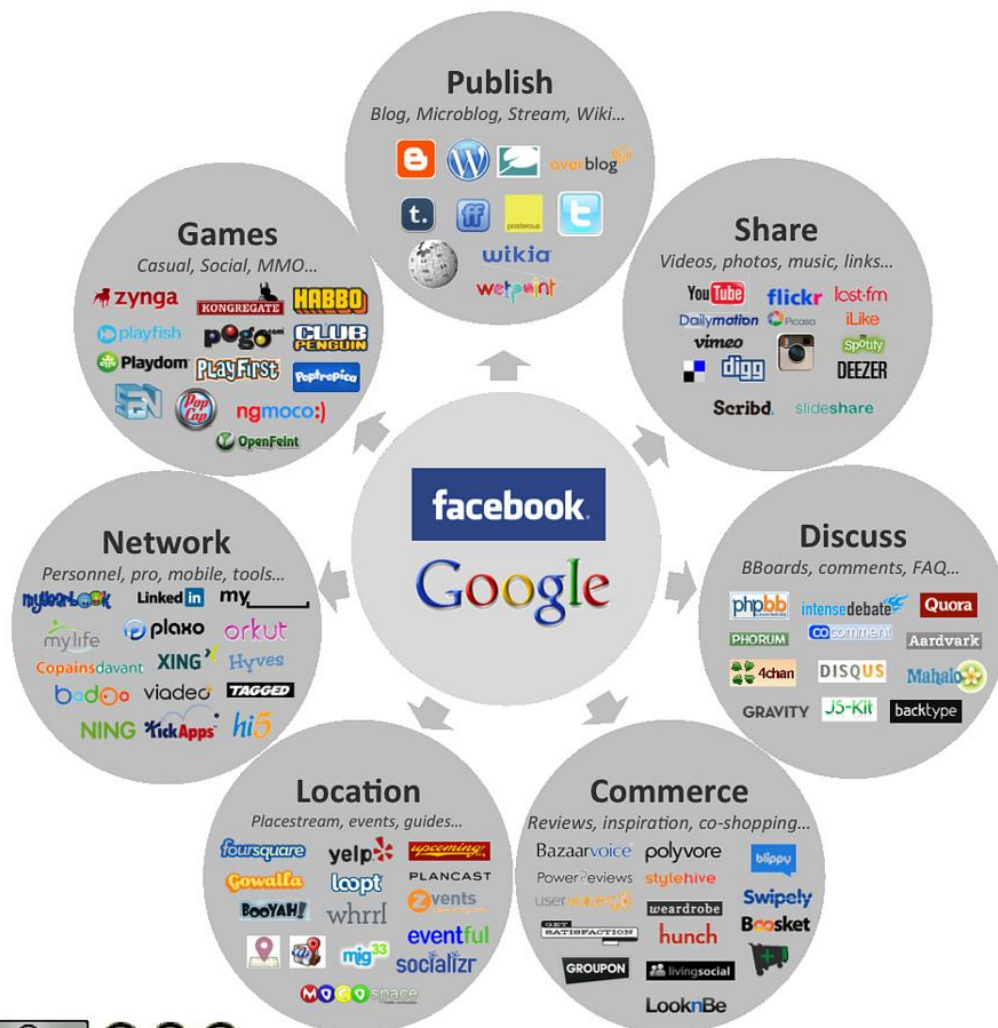 Publish
Blog, Microblog, Stream, Wiki...
overblog
t.
ff
posterous
t
wikia
wetpaint
Games
Casual, Social, MMO...
zynga
KONGREGATE
HABBO
playfish
pogo.com
CLUB PENGUIN
Playdom
PLAYFIRST
Poptropica
PopCap
ngmoco:)
OpenFeint
Share
Videos, photos, music, links...
YouTube
flickr
last.fm
Dailymotion
Picasa
iLike
vimeo
Spotify
digg
DEEZER
Scribd.
slideshare
facebook.
Google
Network
Personnel, pro, mobile, tools...
Linked in
my
mylife
plaxo
orkut
Copainsdavant
XING
Hyves
badoo
viadeo
TAGGED
NING
KickApps
hi5
Discuss
BBoards, comments, FAQ...
phpbb
intensedebate
Quora
PHORUM
cocomment
Aardvark
4chan
DISQUS
Mahalo
GRAVITY
JS-Kit
backtype
Location
Placestream, events, guides...
foursquare
yelp
upcoming
Gowalla
loopt
PLANCAST
BOOYAH!
whrrl
Zvents
mig33
eventful
socializr
MOCOspace
Commerce
Reviews, inspiration, co-shopping...
Bazaarvoice
polyvore
blippy
PowerReviews
stylehive
Swipely
uservoice
weardrobe
Boosket
GET SATISFACTION
hunch
GROUPON
livingsocial
LooknBe